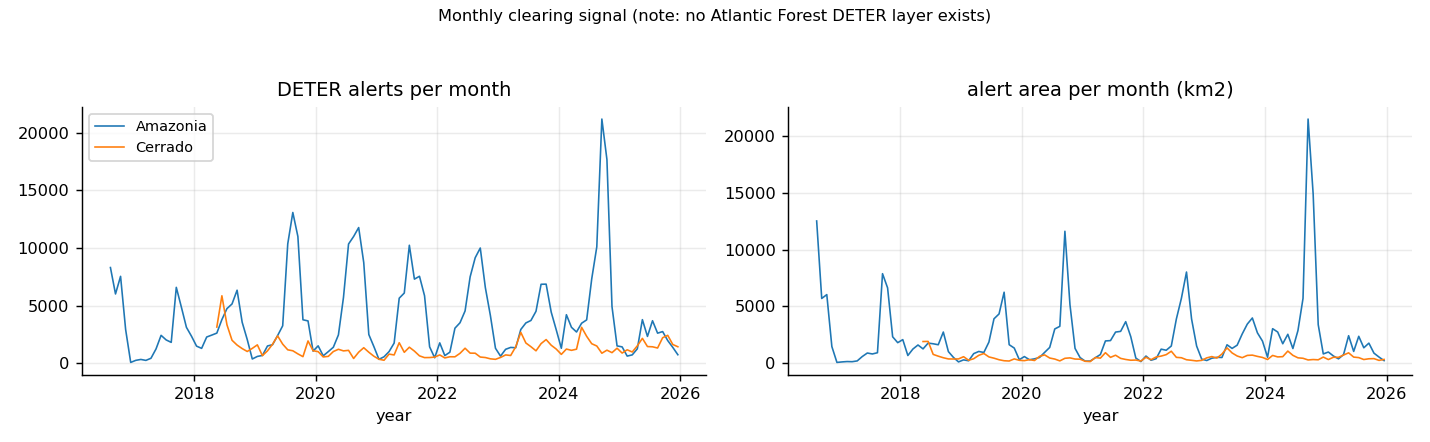 Monthly clearing signal (note: no Atlantic Forest DETER layer exists)
DETER alerts per month
Amazonia
Cerrado
20000
15000
10000
5000
0
2018 2020 2022 2024 2026
year
alert area per month (km2)
20000
15000
10000
5000
0
2018 2020 2022 2024 2026
year